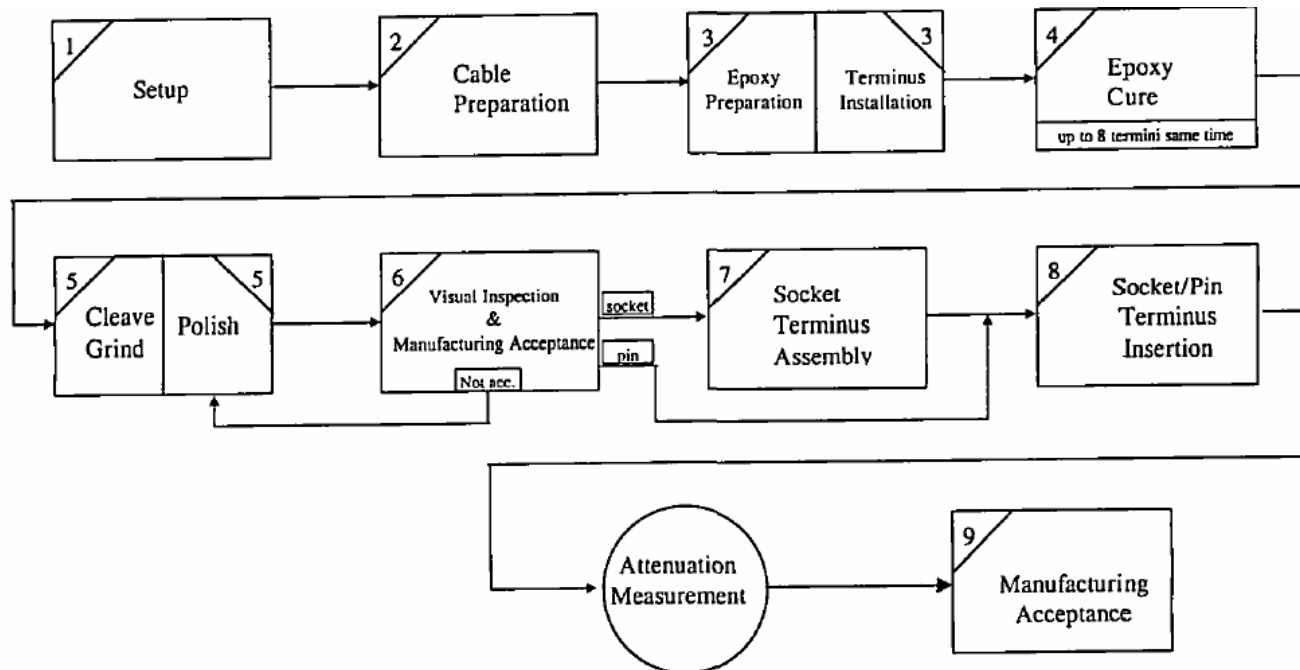 1
Setup
2
Cable
Preparation
3
Epoxy
Preparation
3
Terminus
Installation
4
Epoxy
Cure
up to 8 termini same time
5
Cleave
Grind
5
Polish
6
Visual Inspection
&
Manufacturing Acceptance
Not acc.
socket
pin
7
Socket
Terminus
Assembly
8
Socket/Pin
Terminus
Insertion
Attenuation
Measurement
9
Manufacturing
Acceptance